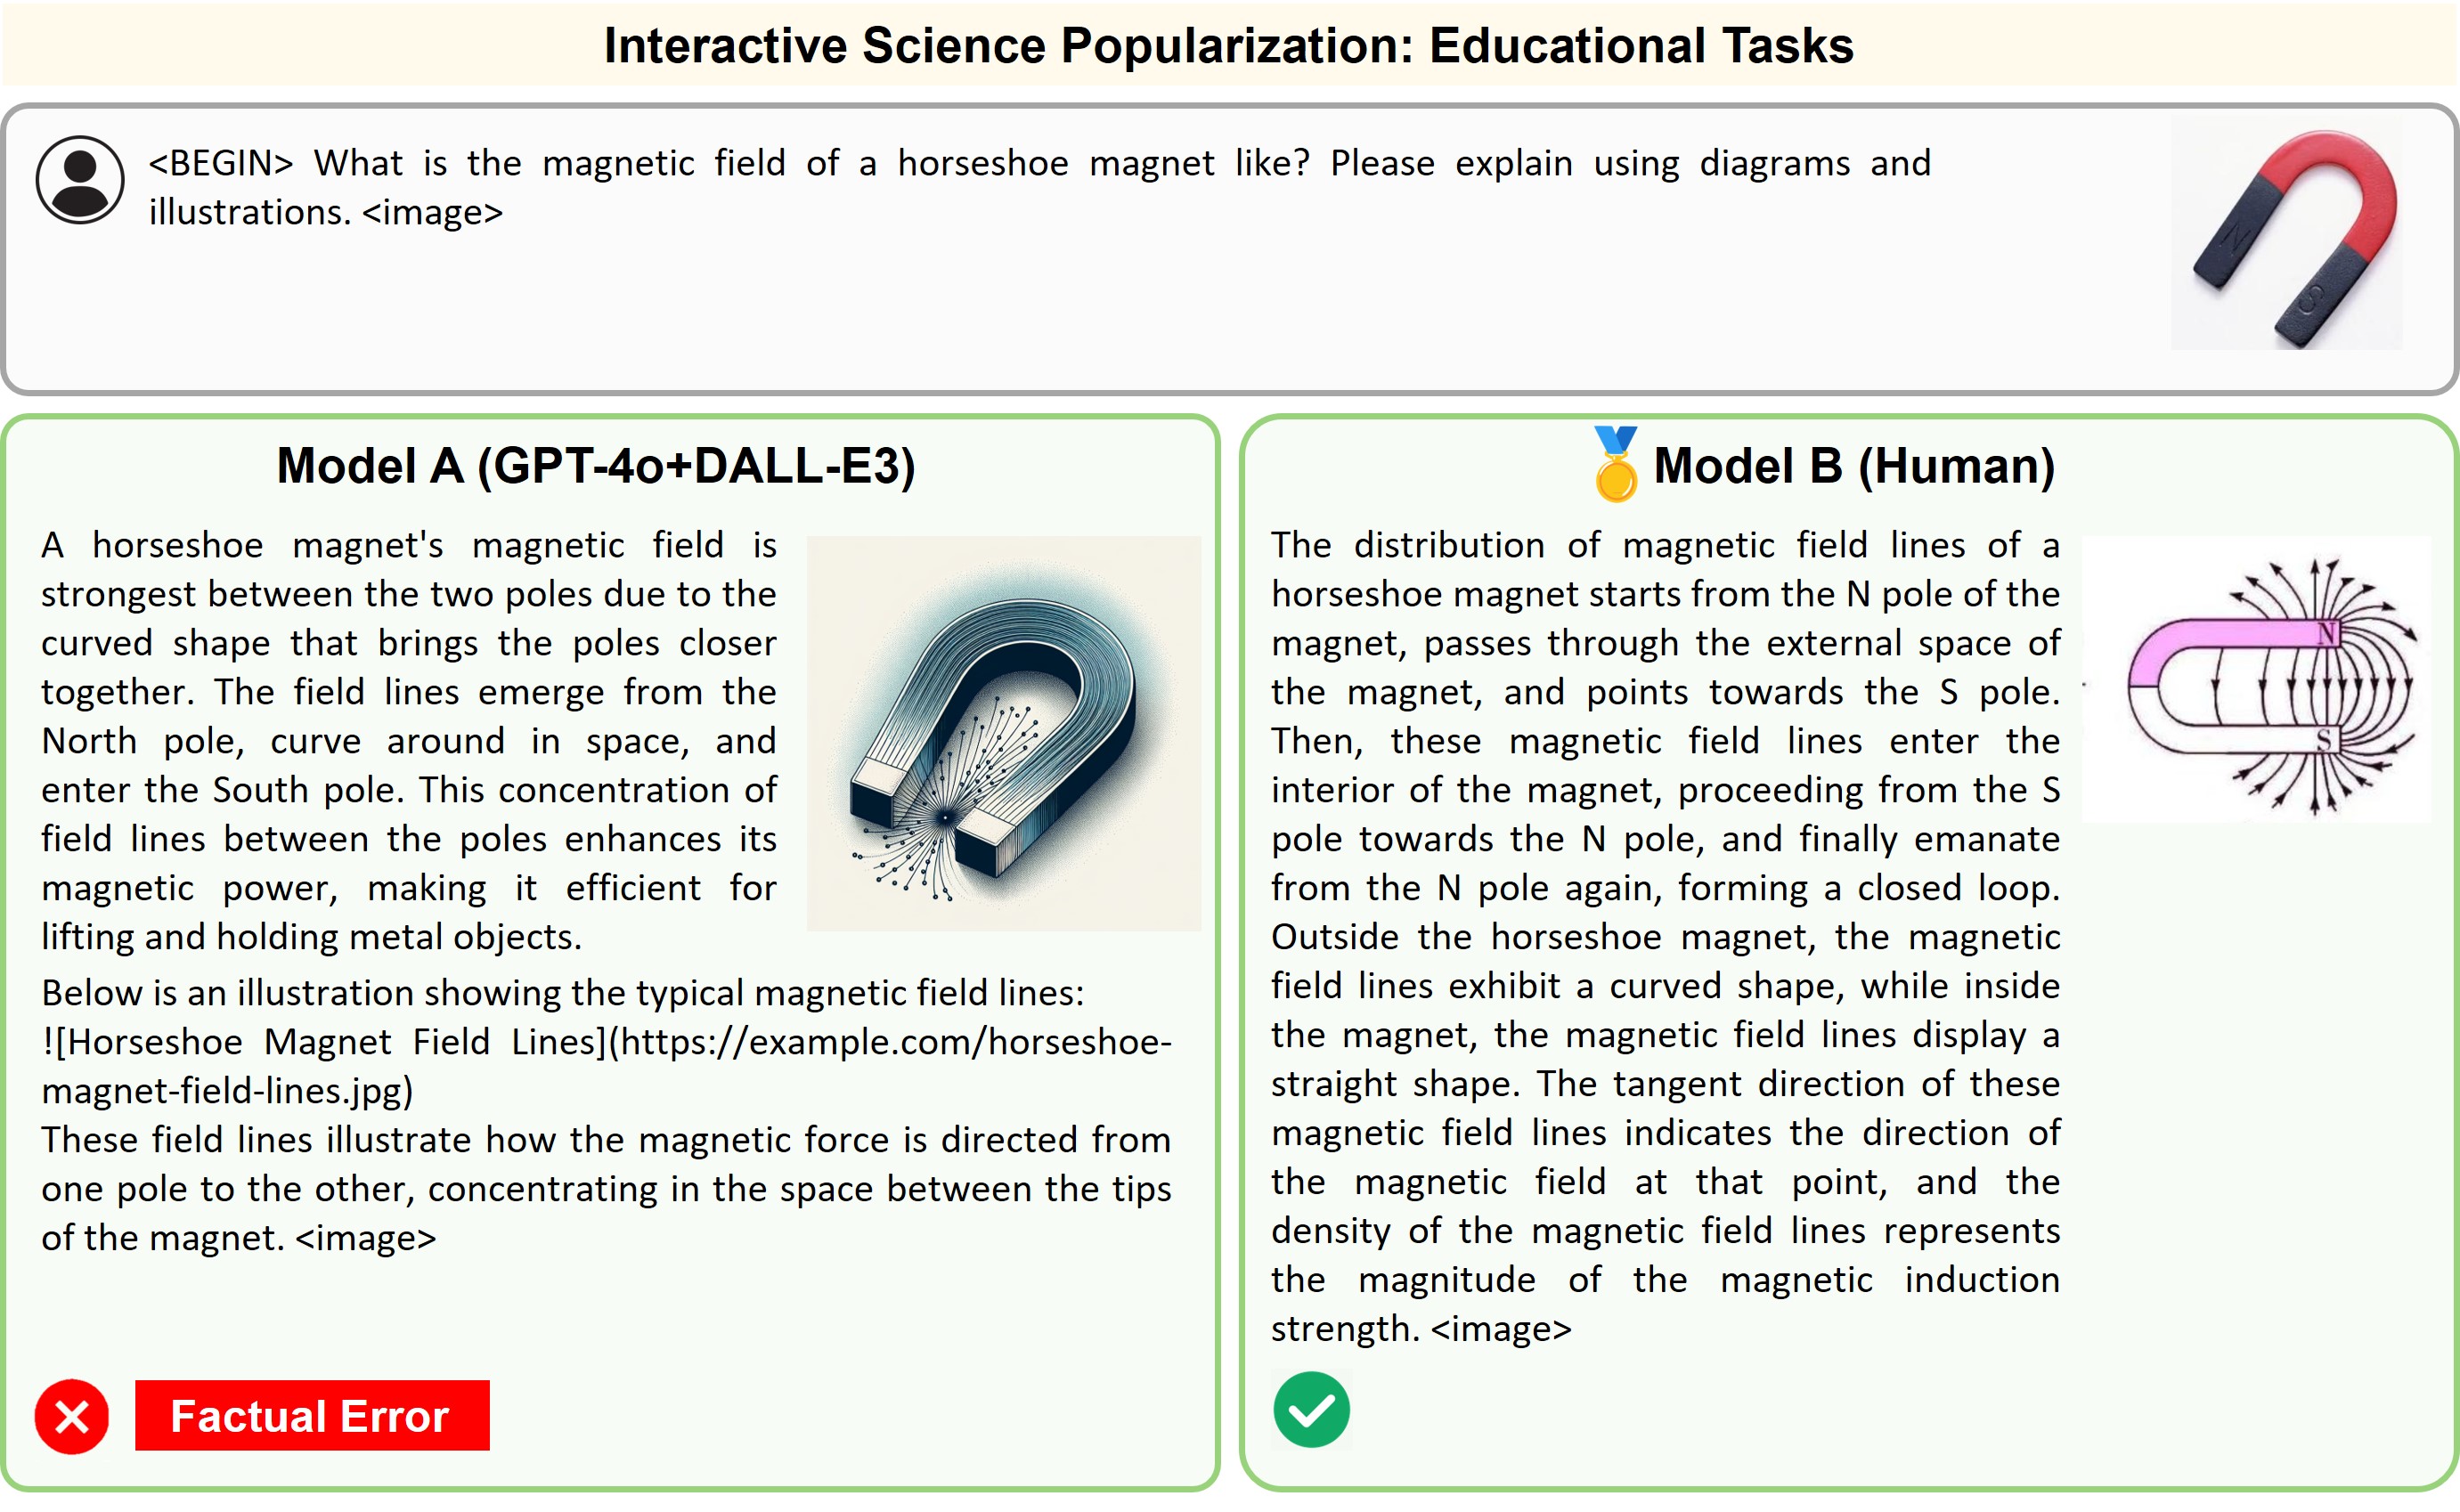 Interactive Science Popularization: Educational Tasks
<BEGIN> What is the magnetic field of a horseshoe magnet like? Please explain using diagrams and
illustrations. <image>
N
S
Model A (GPT-4o+DALL-E3)
A horseshoe magnet's magnetic field is
strongest between the two poles due to the
curved shape that brings the poles closer
together. The field lines emerge from the
North pole, curve around in space, and
enter the South pole. This concentration of
field lines between the poles enhances its
magnetic power, making it efficient for
lifting and holding metal objects.
Below is an illustration showing the typical magnetic field lines:
![Horseshoe Magnet Field Lines](https://example.com/horseshoe-
magnet-field-lines.jpg)
These field lines illustrate how the magnetic force is directed from
one pole to the other, concentrating in the space between the tips
of the magnet. <image>
Factual Error
Model B (Human)
The distribution of magnetic field lines of a
horseshoe magnet starts from the N pole of the
magnet, passes through the external space of
the magnet, and points towards the S pole.
Then, these magnetic field lines enter the
interior of the magnet, proceeding from the S
pole towards the N pole, and finally emanate
from the N pole again, forming a closed loop.
Outside the horseshoe magnet, the magnetic
field lines exhibit a curved shape, while inside
the magnet, the magnetic field lines display a
straight shape. The tangent direction of these
magnetic field lines indicates the direction of
the magnetic field at that point, and the
density of the magnetic field lines represents
the magnitude of the magnetic induction
strength. <image>
N
S